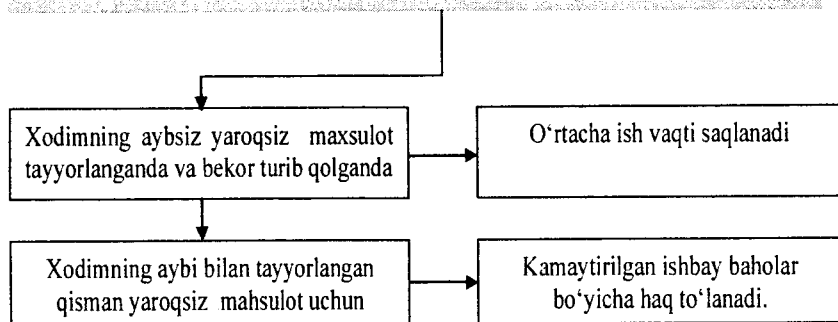 Xodimning aybsiz yaroqsiz maxsulot
tayyorlanganda va bekor turib qolganda
O‘rtacha ish vaqti saqlanadi
Xodimning aybi bilan tayyorlangan
qisman yaroqsiz mahsulot uchun
Kamaytirilgan ishbay baholar
bo‘yicha haq to‘lanadi.